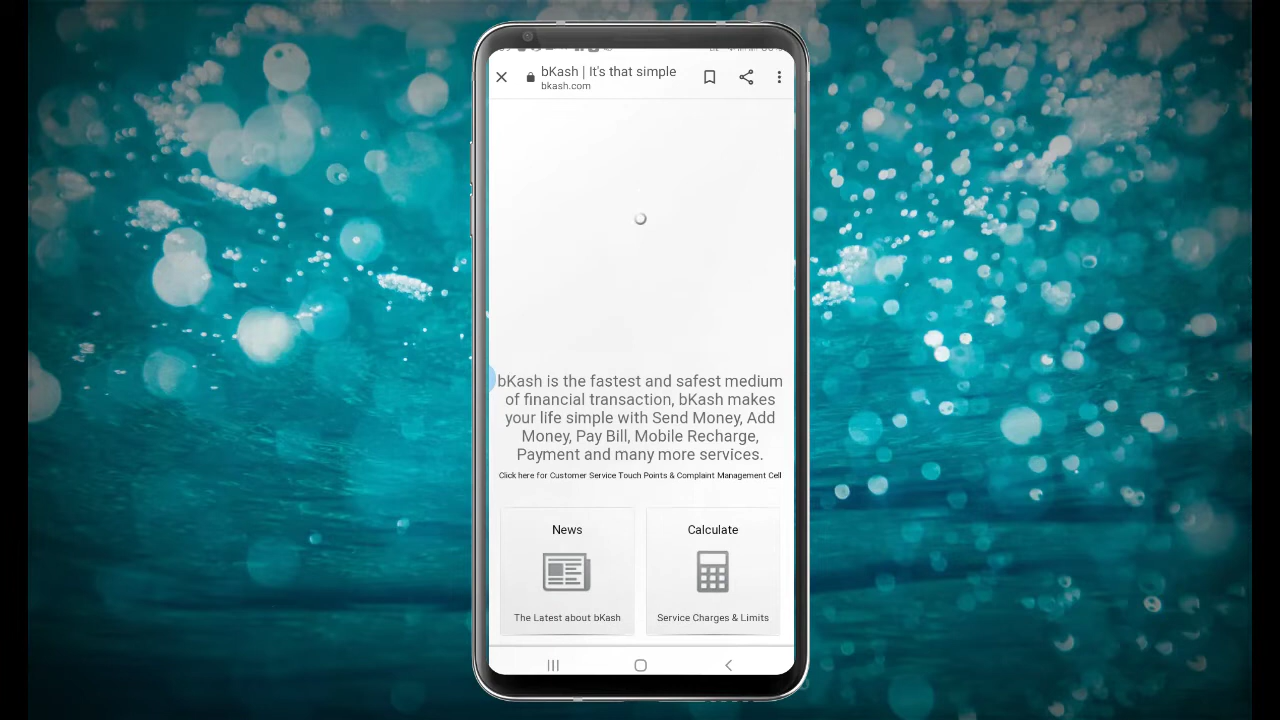 bKash | It's that simple
bkash.com
bKash is the fastest and safest medium
of financial transaction, bKash makes
your life simple with Send Money, Add
Money, Pay Bill, Mobile Recharge,
Payment and many more services.
Click here for Customer Service Touch Points & Complaint Management Cell
News
Calculate
The Latest about bKash
Service Charges & Limits